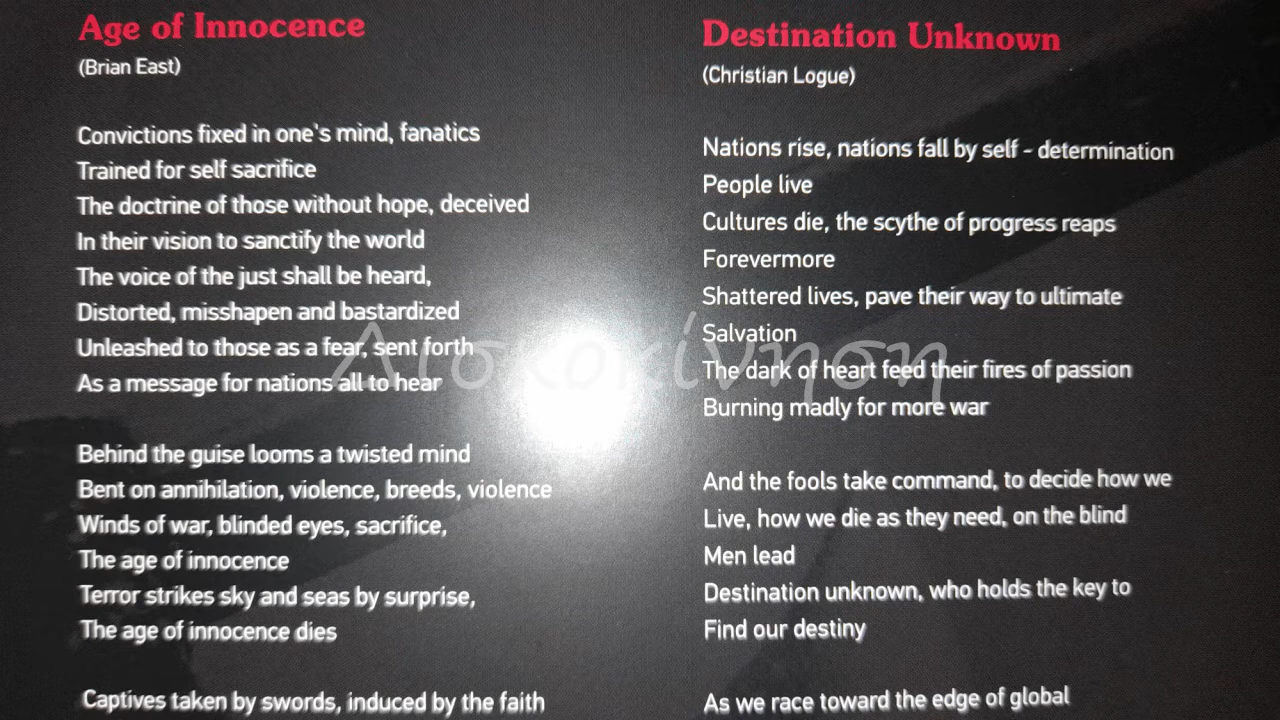 Age of Innocence
(Brian East)
Convictions fixed in one's mind, fanatics
Trained for self sacrifice
The doctrine of those without hope, deceived
In their vision to sanctify the world
The voice of the just shall be heard,
Distorted, misshapen and bastardized
Unleashed to those as a fear, sent forth
As a message for nations all to hear
Behind the guise looms a twisted mind
Bent on annihilation, violence, breeds, violence
Winds of war, blinded eyes, sacrifice,
The age of innocence
Terror strikes sky and seas by surprise,
The age of innocence dies
Captives taken by swords, induced by the faith
Destination Unknown
(Christian Logue)
Nations rise, nations fall by self - determination
People live
Cultures die, the scythe of progress reaps
Forevermore
Shattered lives, pave their way to ultimate
Salvation
The dark of heart feed their fires of passion
Burning madly for more war
And the fools take command, to decide how we
Live, how we die as they need, on the blind
Men lead
Destination unknown, who holds the key to
Find our destiny
As we race toward the edge of global
Δισκοκίνηση